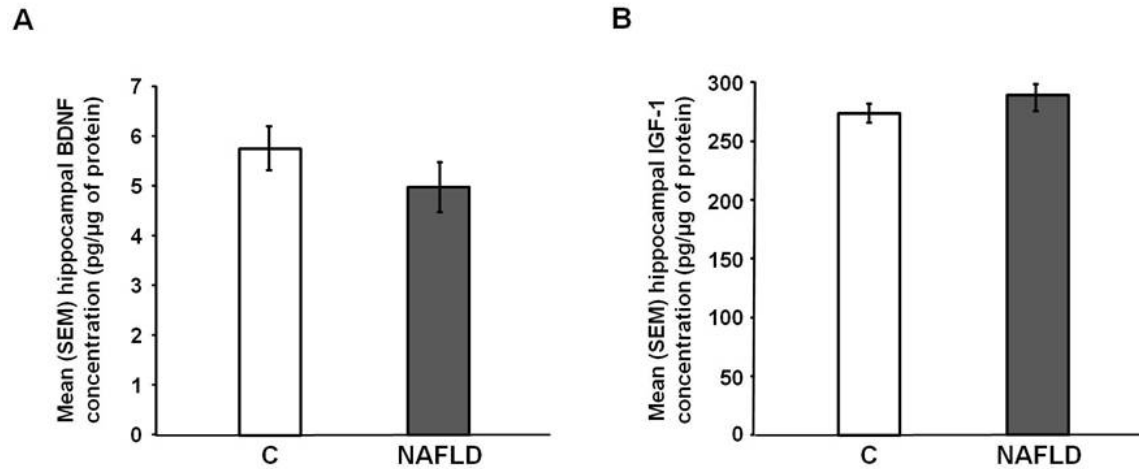 A
Mean (SEM) hippocampal BDNF
concentration (pg/μg of protein)
7
6
5
4
3
2
1
0
C
NAFLD
B
Mean (SEM) hippocampal IGF-1
concentration (pg/μg of protein)
300
250
200
150
100
50
0
C
NAFLD